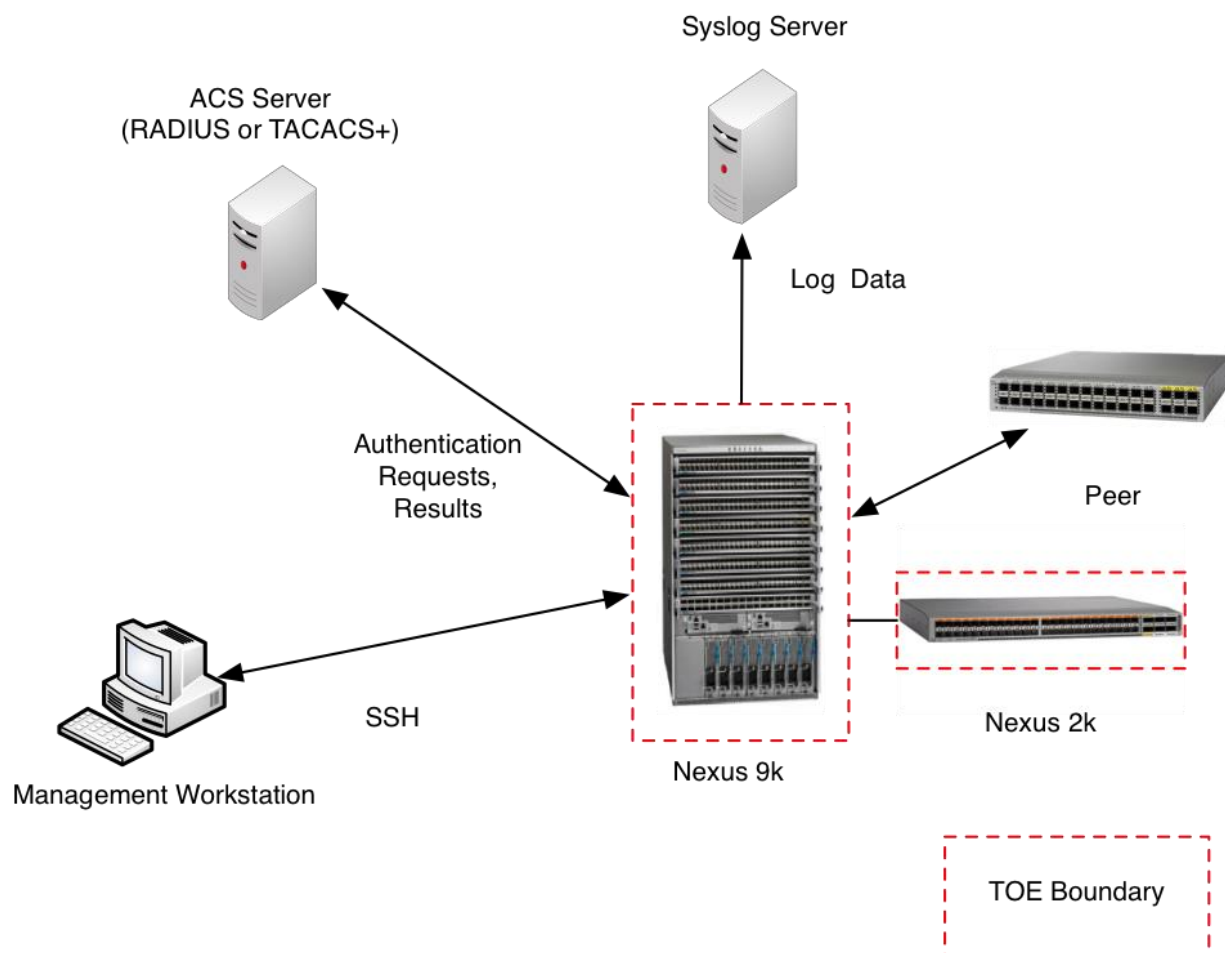 Syslog Server
ACS Server
(RADIUS or TACACS+)
Log Data
Authentication
Requests,
Results
Peer
SSH
Nexus 2k
Nexus 9k
Management Workstation
TOE Boundary